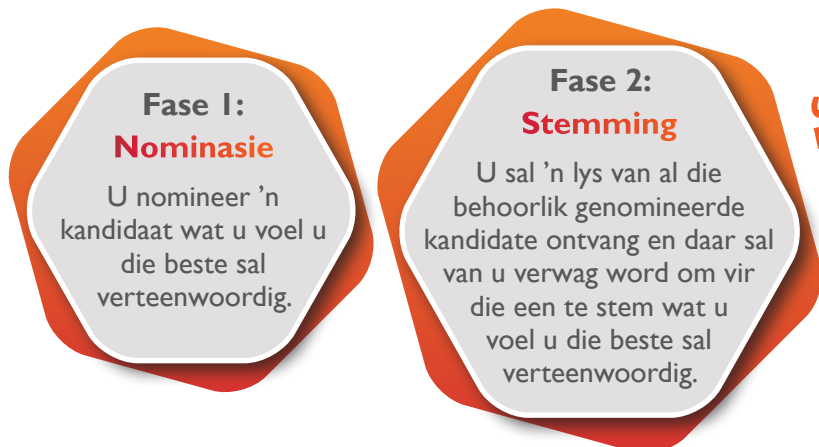 Fase 1:
Nominasie
U nomineer ’n
kandidaat wat u voel u
die beste sal
verteenwoordig.
Fase 2:
Stemming
U sal ’n lys van al die
behoorlik genomineerde
kandidate ontvang en daar sal
van u verwag word om vir
die een te stem wat u
voel u die beste sal
verteenwoordig.